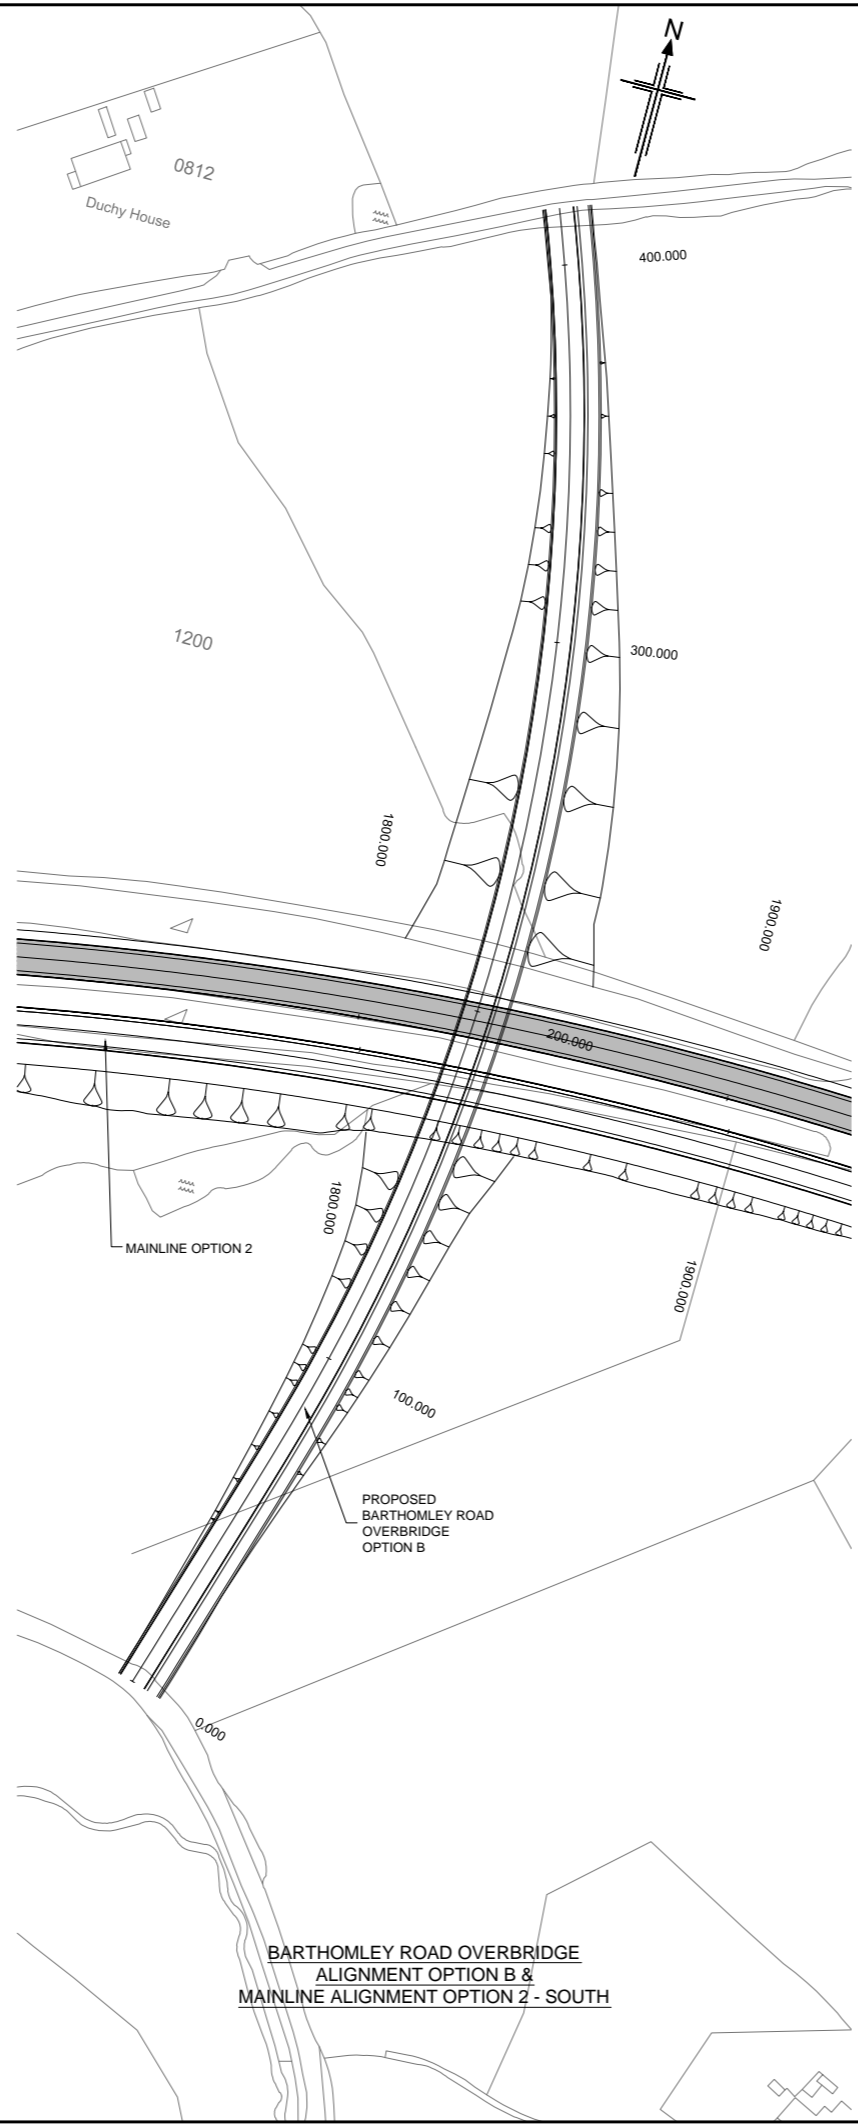 N
0812
Duchy House
400.000
1200
300.000
1800.000
1900.000
200.000
1800.000
MAINLINE OPTION 2
1900.000
100.000
PROPOSED
BARTHOMLEY ROAD
OVERBRIDGE
OPTION B
0.000
BARTHOMLEY ROAD OVERBRIDGE
ALIGNMENT OPTION B &
MAINLINE ALIGNMENT OPTION 2 - SOUTH